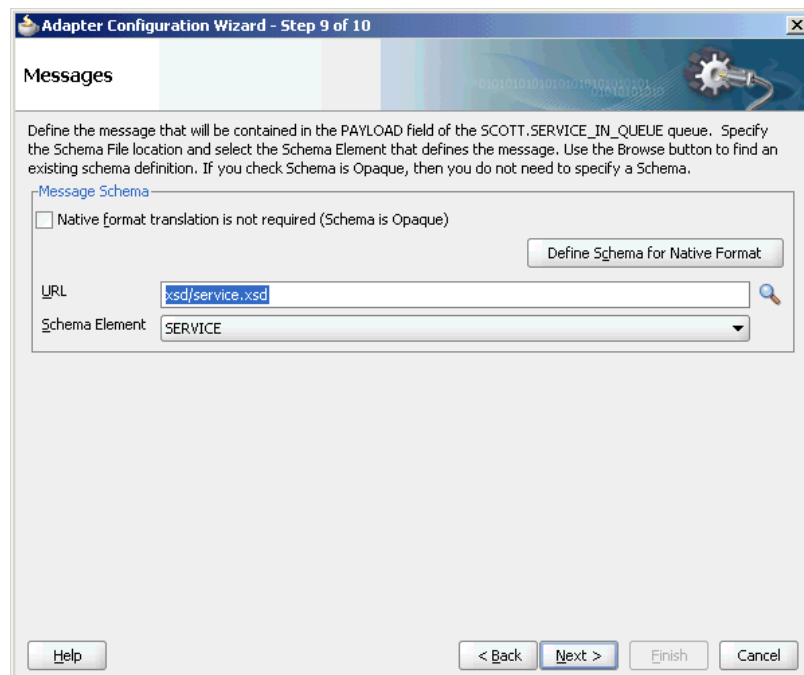 Adapter Configuration Wizard - Step 9 of 10
Messages
Define the message that will be contained in the PAYLOAD field of the SCOTT.SERVICE_IN_QUEUE queue. Specify
the Schema File location and select the Schema Element that defines the message. Use the Browse button to find an
existing schema definition. If you check Schema is Opaque, then you do not need to specify a Schema.
Message Schema
Native format translation is not required (Schema is Opaque)
Define Schema for Native Format
URL xsd/service.xsd
Schema Element SERVICE
Help < Back Next > Finish Cancel